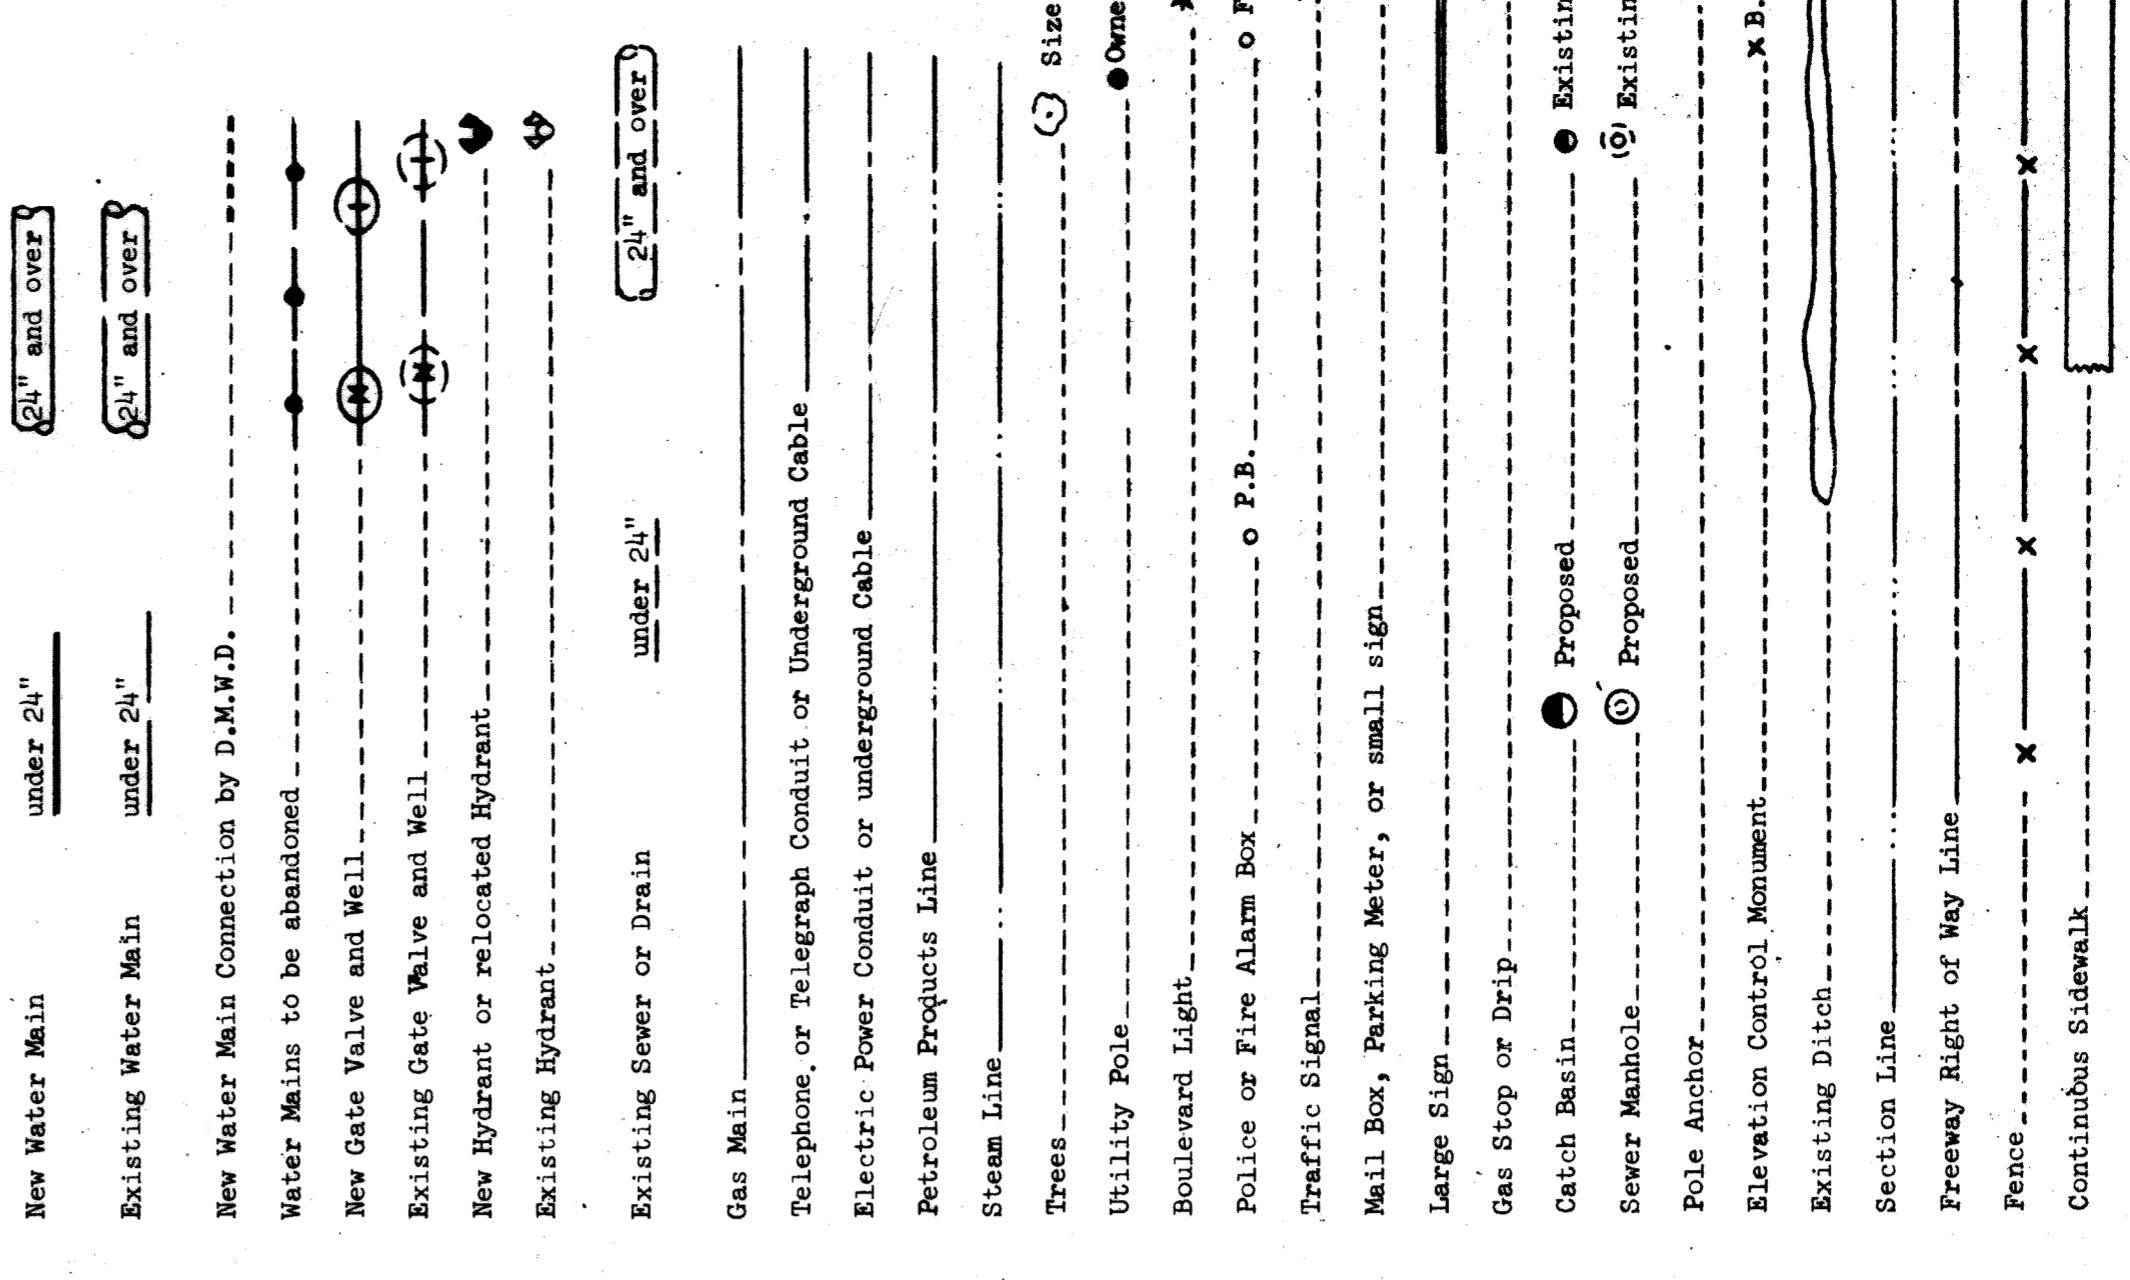 New Water Main under 24" 24" and over
Existing Water Main under 24" 24" and over
New Water Main Connection by D.M.W.D.
Water Mains to be abandoned
New Gate Valve and Well
Existing Gate Valve and Well
New Hydrant or relocated Hydrant
Existing Hydrant
Existing Sewer or Drain under 24" 24" and over
Gas Main
Telephone or Telegraph Conduit or Underground Cable
Electric Power Conduit or underground Cable
Petroleum Products Line
Steam Line
Trees Size
Utility Pole Owne
Boulevard Light
Police or Fire Alarm Box P.B. F
Traffic Signal
Mail Box, Parking Meter, or small sign
Large Sign
Gas Stop or Drip
Catch Basin Proposed Existin
Sewer Manhole Proposed Existin
Pole Anchor
Elevation Control Monument B.
Existing Ditch
Section Line
Freeway Right of Way Line
Fence X X X X
Continuous Sidewalk